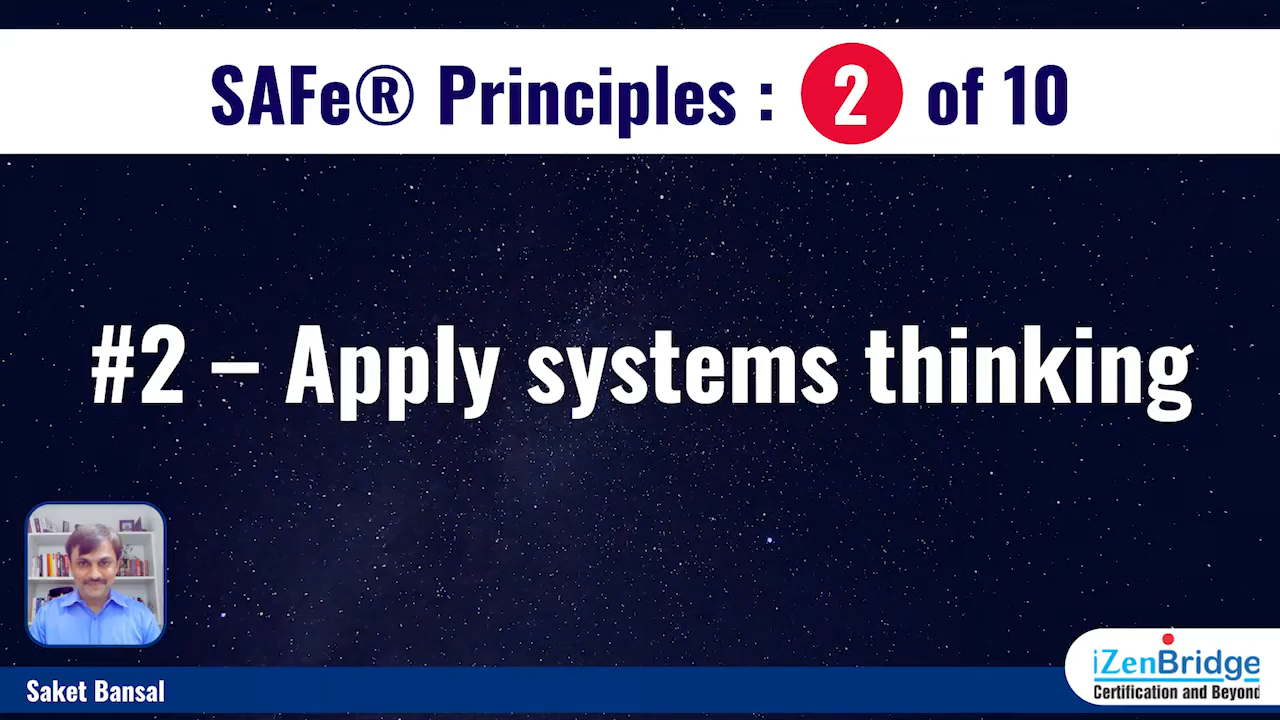 SAFe® Principles : 2 of 10
#2 – Apply systems thinking
Saket Bansal
iZenBridge
Certification and Beyond